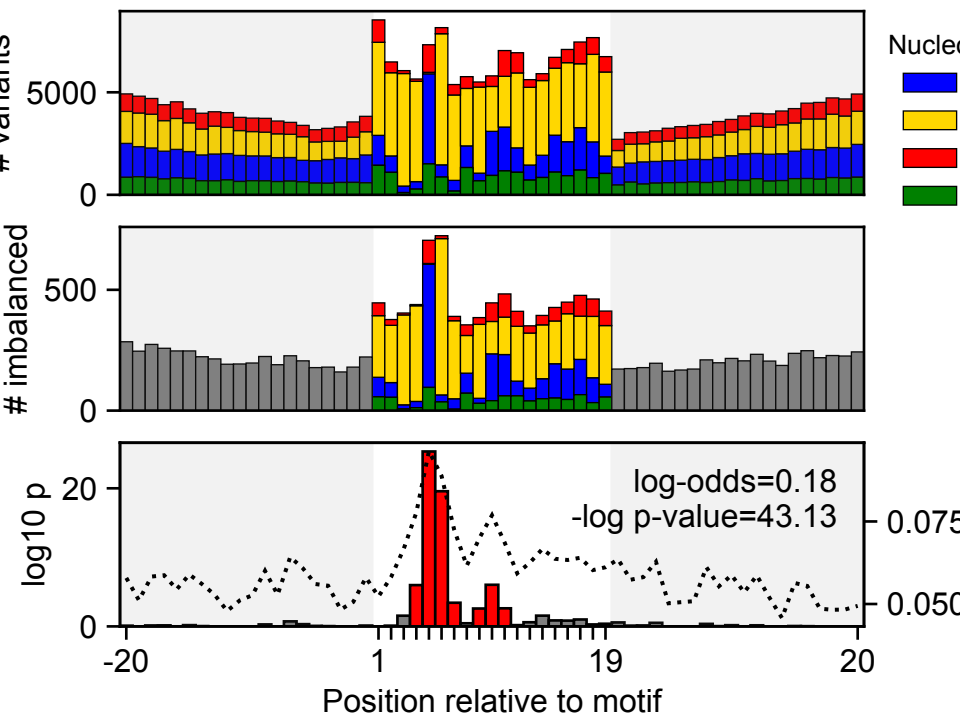 # variants
Nucleo
5000
0
# imbalanced
500
0
log10 p
20
0
log-odds=0.18
-log p-value=43.13
0.075
0.050
-20
1
19
20
Position relative to motif